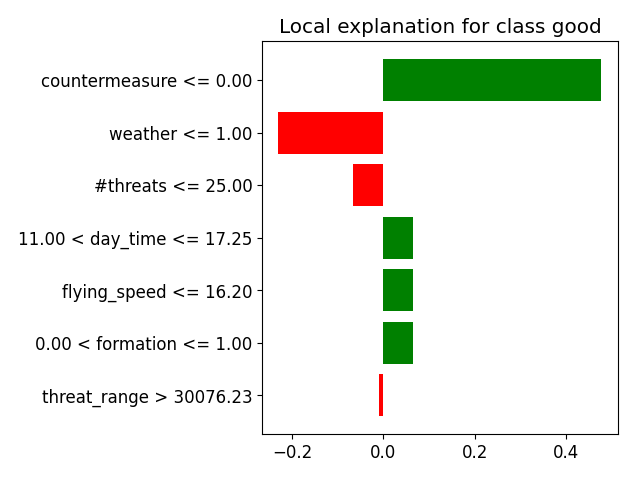 Local explanation for class good
countermeasure <= 0.00
weather <= 1.00
#threats <= 25.00
11.00 < day_time <= 17.25
flying_speed <= 16.20
0.00 < formation <= 1.00
threat_range > 30076.23
−0.2 0.0 0.2 0.4